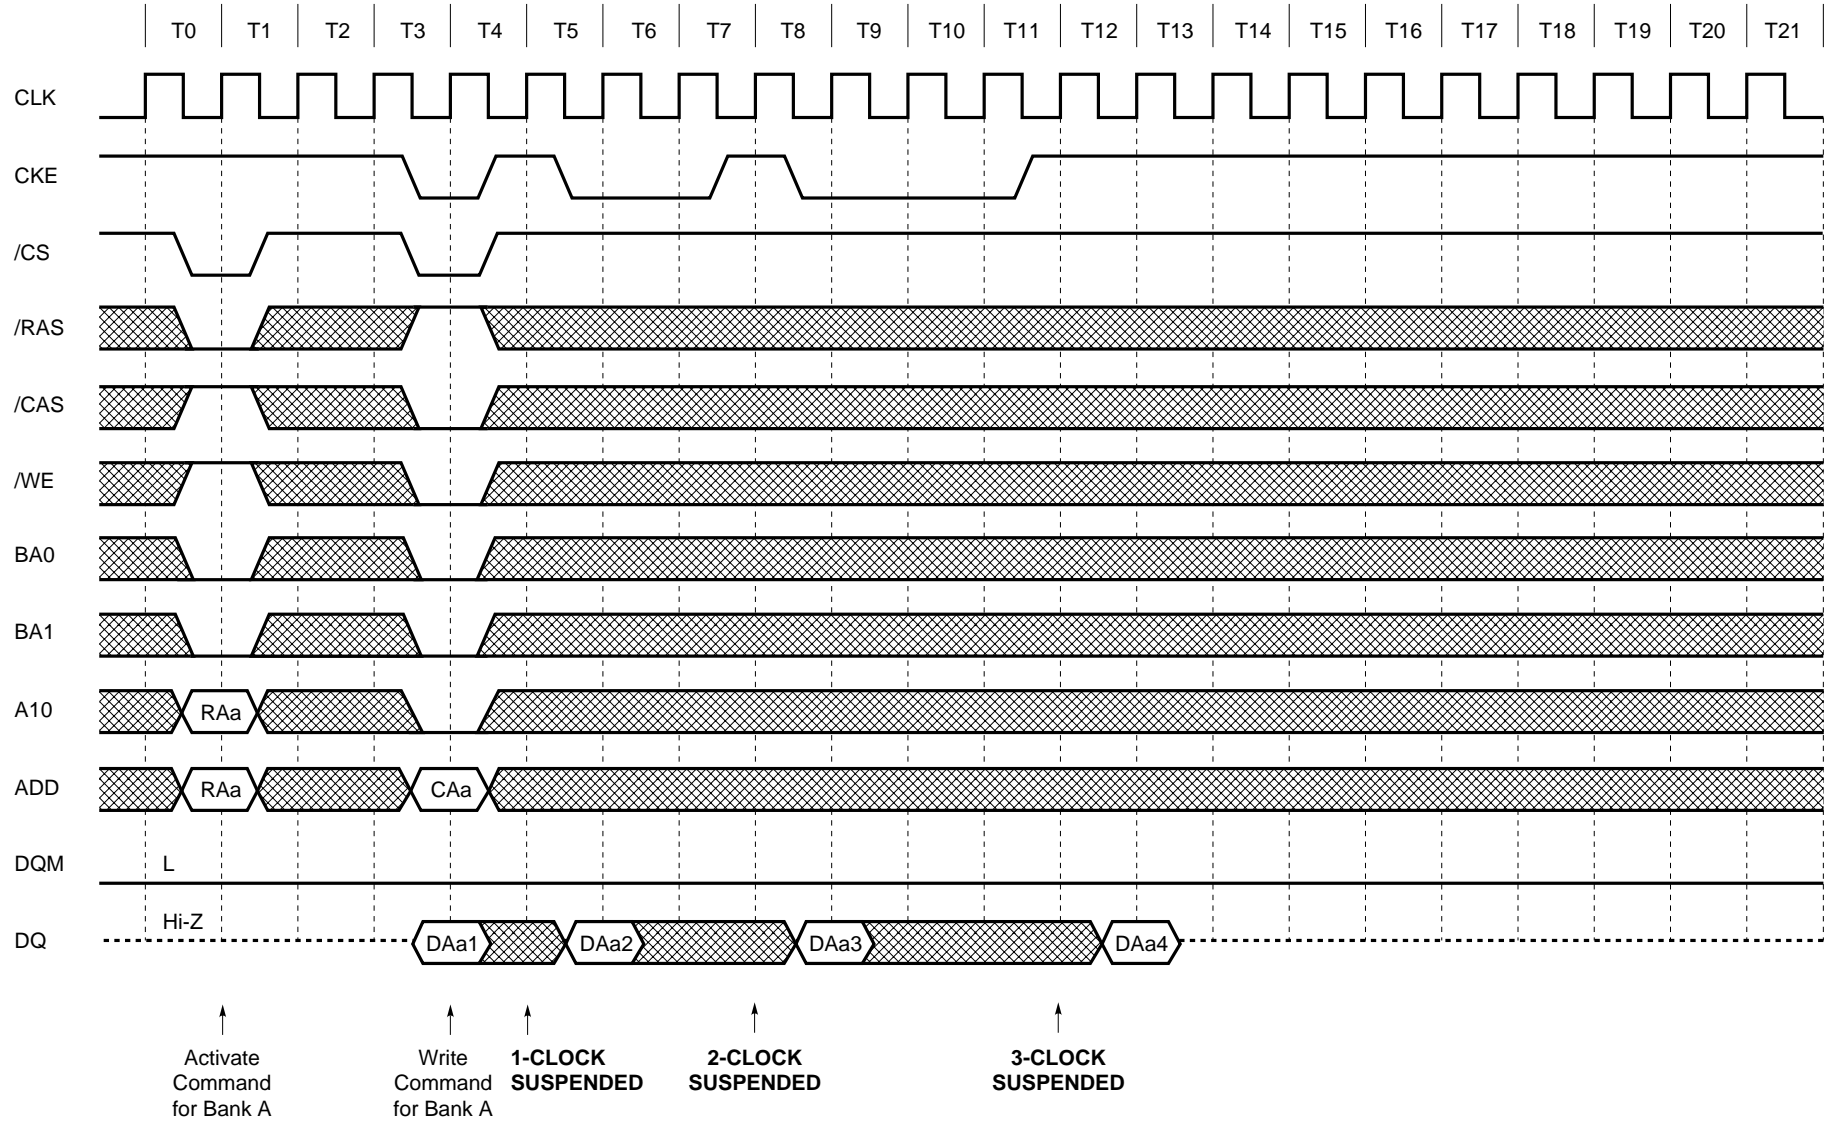 T0 T1 T2 T3 T4 T5 T6 T7 T8 T9 T10 T11 T12 T13 T14 T15 T16 T17 T18 T19 T20 T21
CLK
CKE
/CS
/RAS
/CAS
/WE
BA0
BA1
A10 RAa
ADD RAa CAa
DQM L
DQ Hi-Z DAa1 DAa2 DAa3 DAa4
Activate
Command
for Bank A
Write
Command
for Bank A
1-CLOCK
SUSPENDED
2-CLOCK
SUSPENDED
3-CLOCK
SUSPENDED